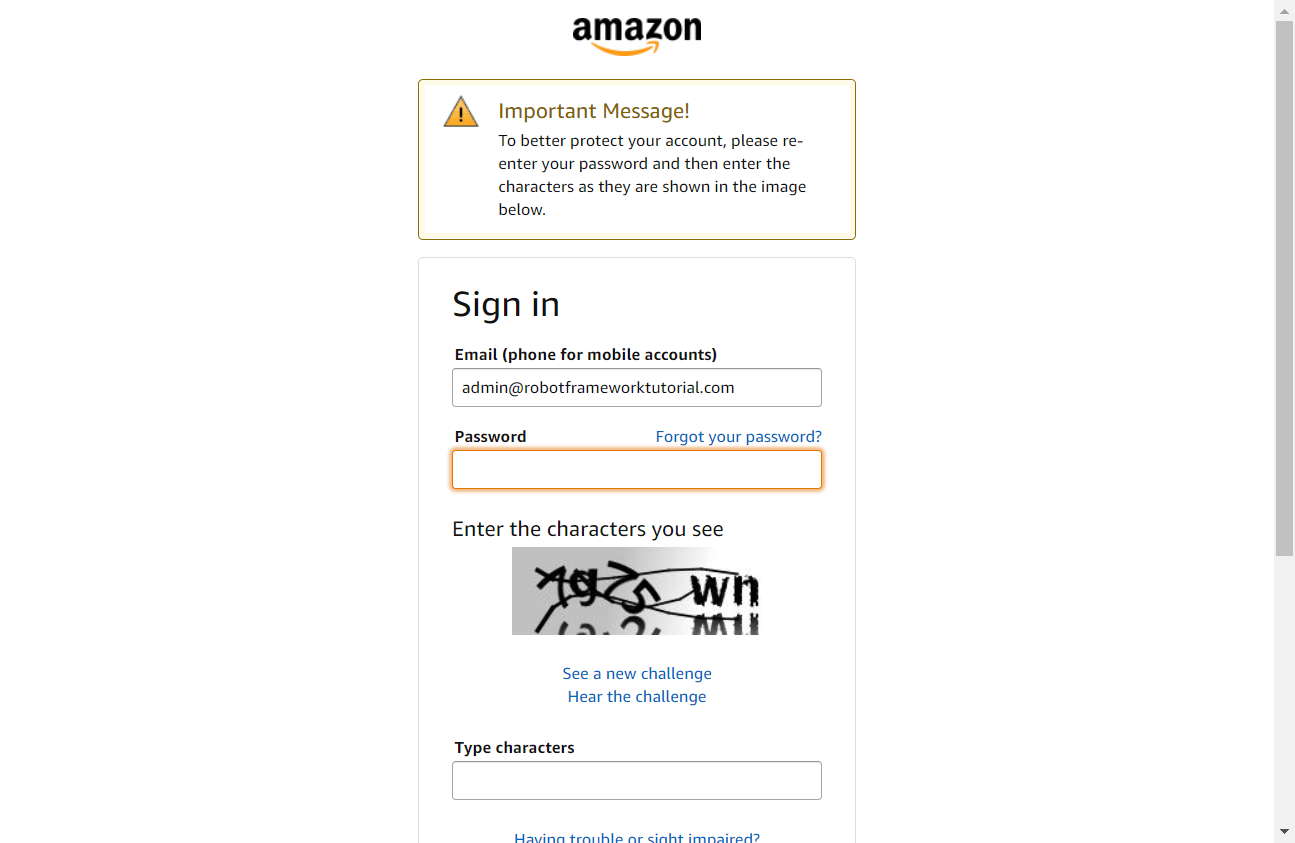 amazon
Important Message!
To better protect your account, please re-
enter your password and then enter the
characters as they are shown in the image
below.
Sign in
Email (phone for mobile accounts)
admin@robotframeworktutorial.com
Password Forgot your password?
Enter the characters you see
See a new challenge
Hear the challenge
Type characters
Having trouble or sight impaired?